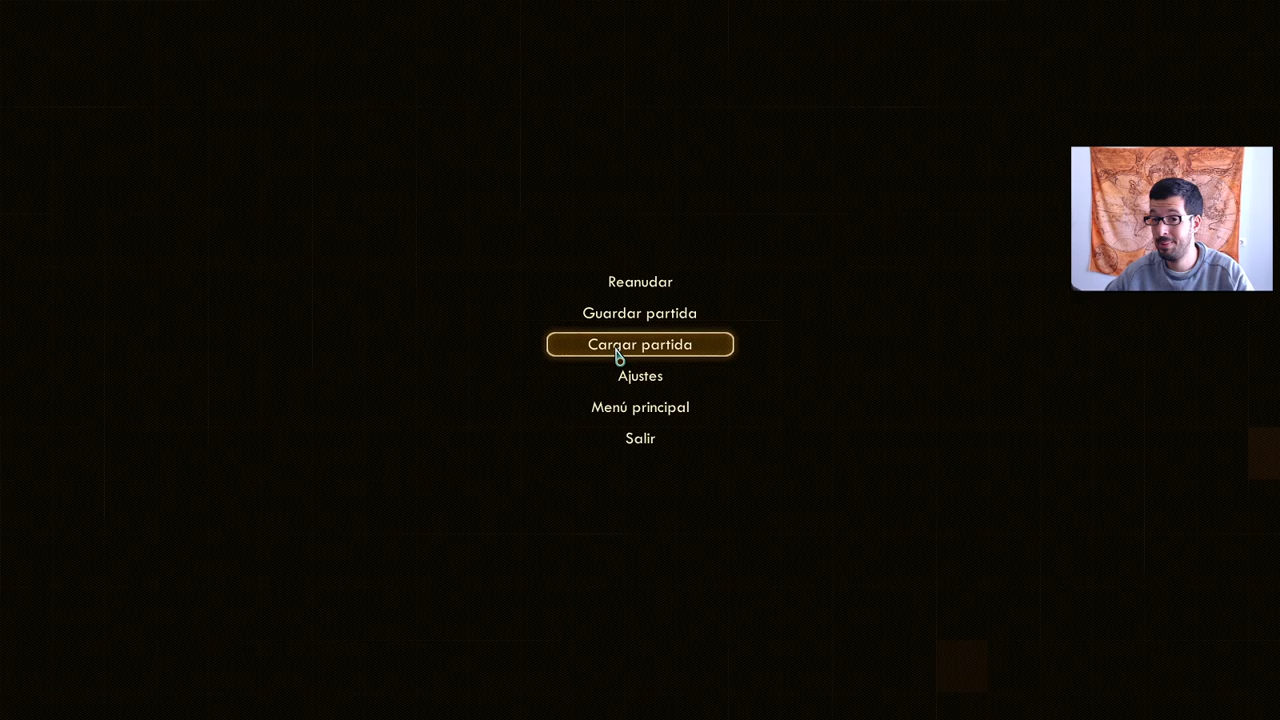 Reanudar
Guardar partida
Cargar partida
Ajustes
Menú principal
Salir